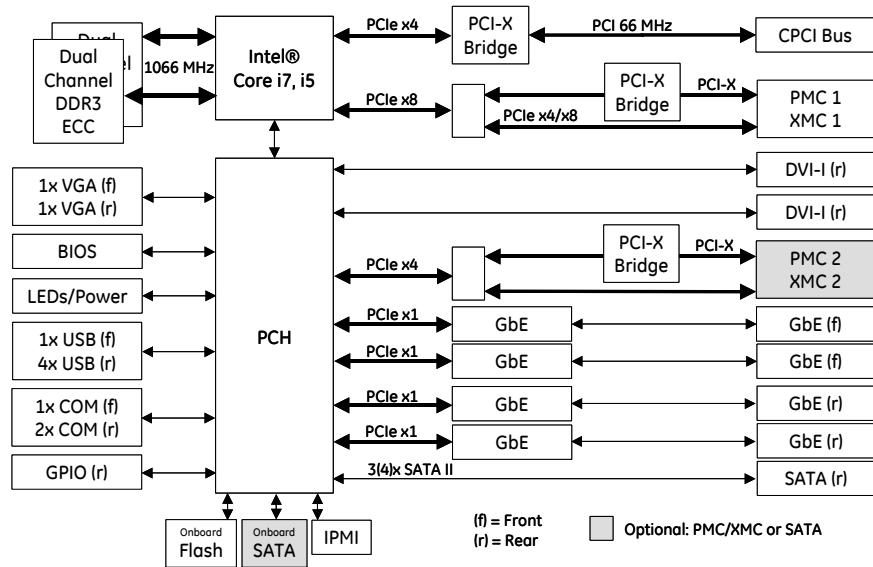 Dual
Dual
Channel
DDR3
ECC
1066 MHz
Intel®
Core i7, i5
PCIe x4
PCI-X
Bridge
PCI 66 MHz
CPCI Bus
PCIe x8
PCI-X
Bridge
PCI-X
PCIe x4/x8
PMC 1
XMC 1
1x VGA (f)
1x VGA (r)
BIOS
LEDs/Power
1x USB (f)
4x USB (r)
1x COM (f)
2x COM (r)
GPIO (r)
PCH
DVI-I (r)
DVI-I (r)
PCIe x4
PCI-X
Bridge
PCI-X
PMC 2
XMC 2
PCIe x1
GbE
GbE (f)
PCIe x1
GbE
GbE (f)
PCIe x1
GbE
GbE (r)
PCIe x1
GbE
GbE (r)
3(4)x SATA II
SATA (r)
Onboard
Flash
Onboard
SATA
IPMI
(f) = Front
(r) = Rear
Optional: PMC/XMC or SATA